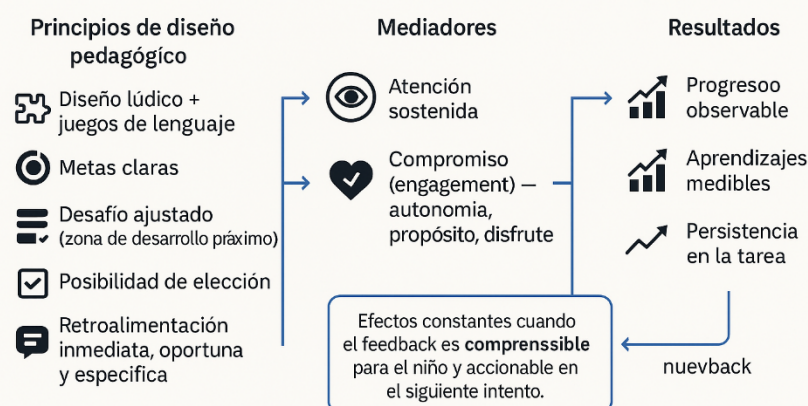 Principios de diseño
pedagógíco
Diseño lúdico +
juegos de lenguaje
Metas claras
Desafío ajustado
(zona de desarrollo práximo)
Posibilidad de elección
Retroalimentación
inmediata, oportuna
y especifica
Mediadores
Atención
sostenida
Compromiso
(engagement) —
autonomia,
propósito, disfrute
Efectos constantes cuando
el feedback es comprenssible
para el niño y accionable en
el siguiente intento.
Resultados
Progresoo
observable
Aprendizajes
medibles
Persistencia
en la tarea
nuevback